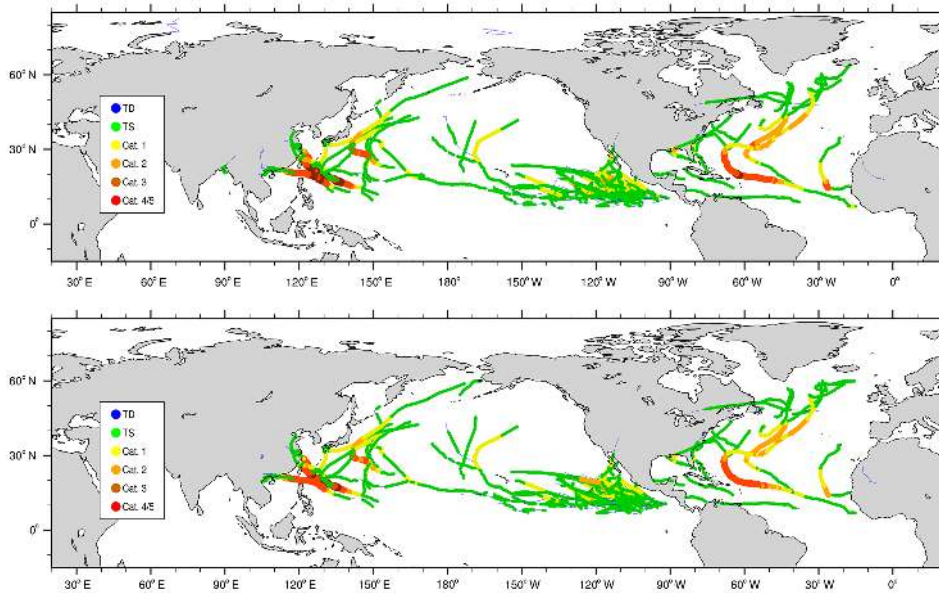 60° N
30° N
0°
TD
TS
Cat. 1
Cat. 2
Cat. 3
Cat. 4/5
30° E 60° E 90° E 120° E 150° E 180° 150° W 120° W 90° W 60° W 30° W 0°
60° N
30° N
0°
TD
TS
Cat. 1
Cat. 2
Cat. 3
Cat. 4/5
30° E 60° E 90° E 120° E 150° E 180° 150° W 120° W 90° W 60° W 30° W 0°